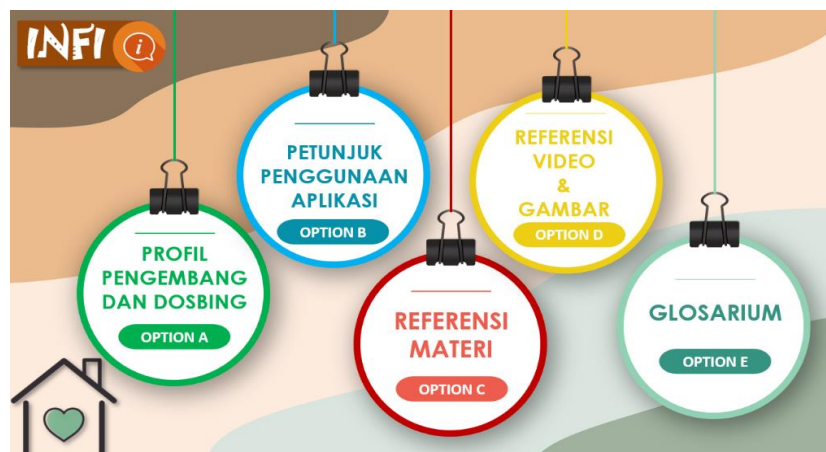 INFI
i
PROFIL
PENGEMBANG
DAN DOSBING
OPTION A
PETUNJUK
PENGGUNAAN
APLIKASI
OPTION B
REFERENSI
MATERI
OPTION C
REFERENSI
VIDEO
&
GAMBAR
OPTION D
GLOSARIUM
OPTION E